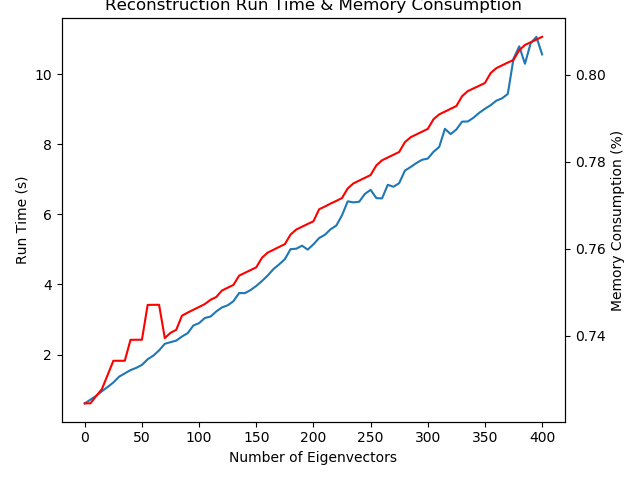 Reconstruction Run Time & Memory Consumption
10
8
6
4
2
Run Time (s)
0.80
0.78
0.76
0.74
Memory Consumption (%)
0 50 100 150 200 250 300 350 400
Number of Eigenvectors